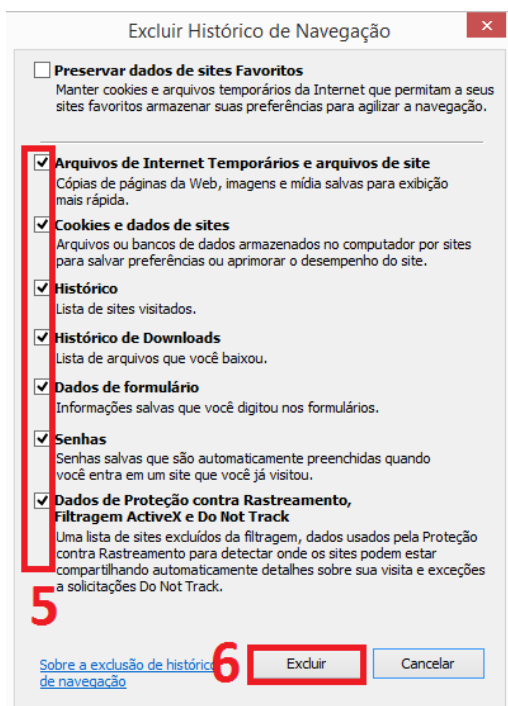 Excluir Histórico de Navegação
Preservar dados de sites Favoritos
Manter cookies e arquivos temporários da Internet que permitam a seus
sites favoritos armazenar suas preferências para agilizar a navegação.
Arquivos de Internet Temporários e arquivos de site
Cópias de páginas da Web, imagens e mídia salvas para exibição
mais rápida.
Cookies e dados de sites
Arquivos ou bancos de dados armazenados no computador por sites
para salvar preferências ou aprimorar o desempenho do site.
Histórico
Lista de sites visitados.
Histórico de Downloads
Lista de arquivos que você baixou.
Dados de formulário
Informações salvas que você digitou nos formulários.
Senhas
Senhas salvas que são automaticamente preenchidas quando
você entra em um site que você já visitou.
Dados de Proteção contra Rastreamento,
Filtragem ActiveX e Do Not Track
Uma lista de sites excluídos da filtragem, dados usados pela Proteção
contra Rastreamento para detectar onde os sites podem estar
compartilhando automaticamente detalhes sobre sua visita e exceções
a solicitações Do Not Track.
5
Sobre a exclusão de histórico
de navegação
6
Excluir
Cancelar